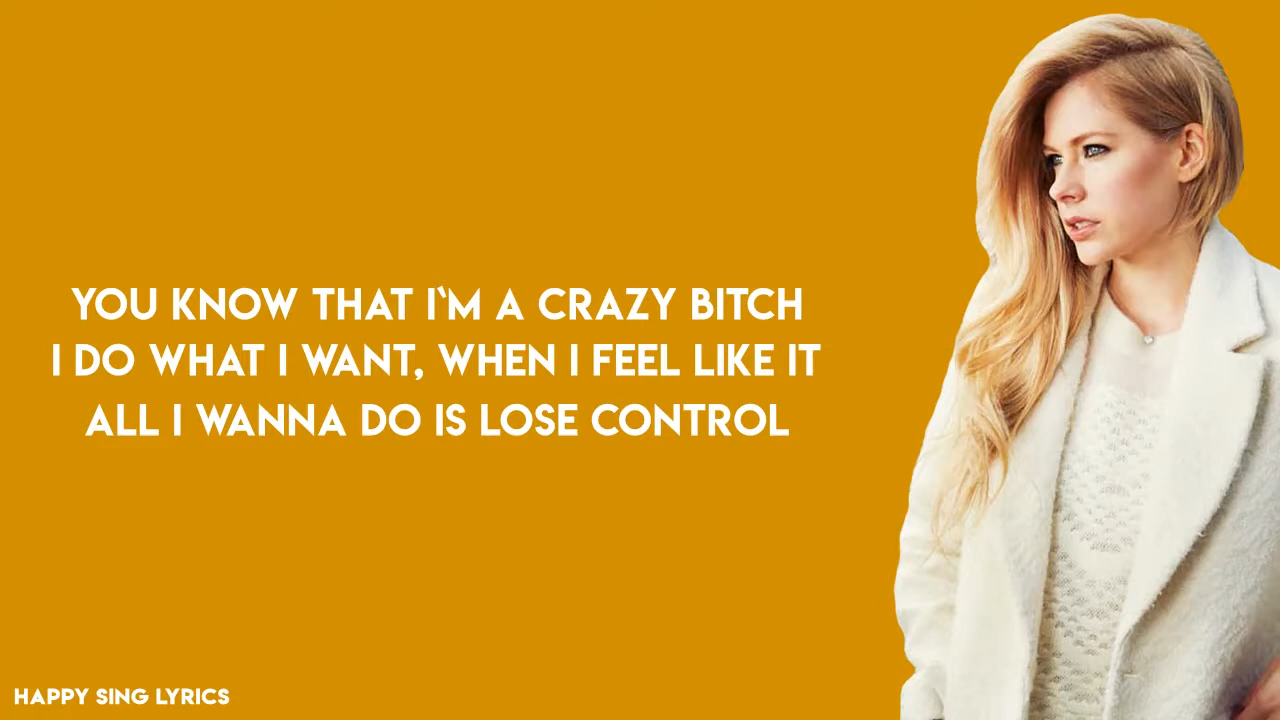 YOU KNOW THAT I`M A CRAZY BITCH
I DO WHAT I WANT, WHEN I FEEL LIKE IT
ALL I WANNA DO IS LOSE CONTROL
HAPPY SING LYRICS